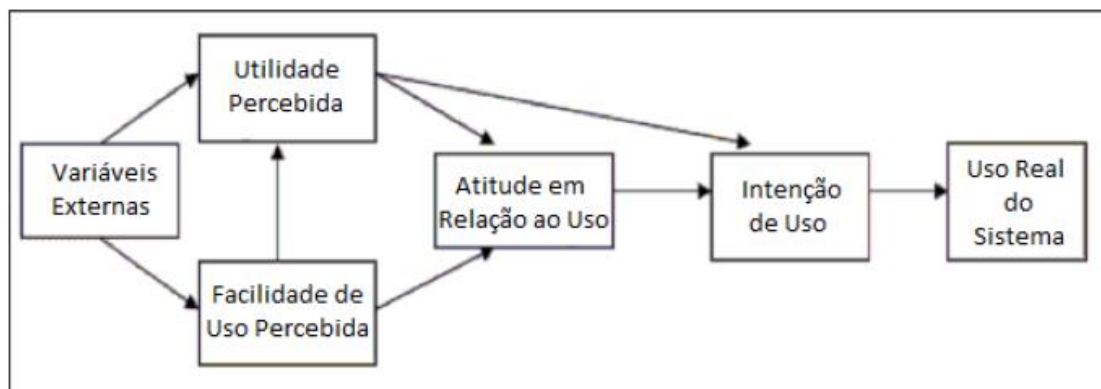 Utilidade
Percebida
Variáveis
Externas
Atitude em
Relação ao Uso
Intenção
de Uso
Uso Real
do
Sistema
Facilidade de
Uso Percebida